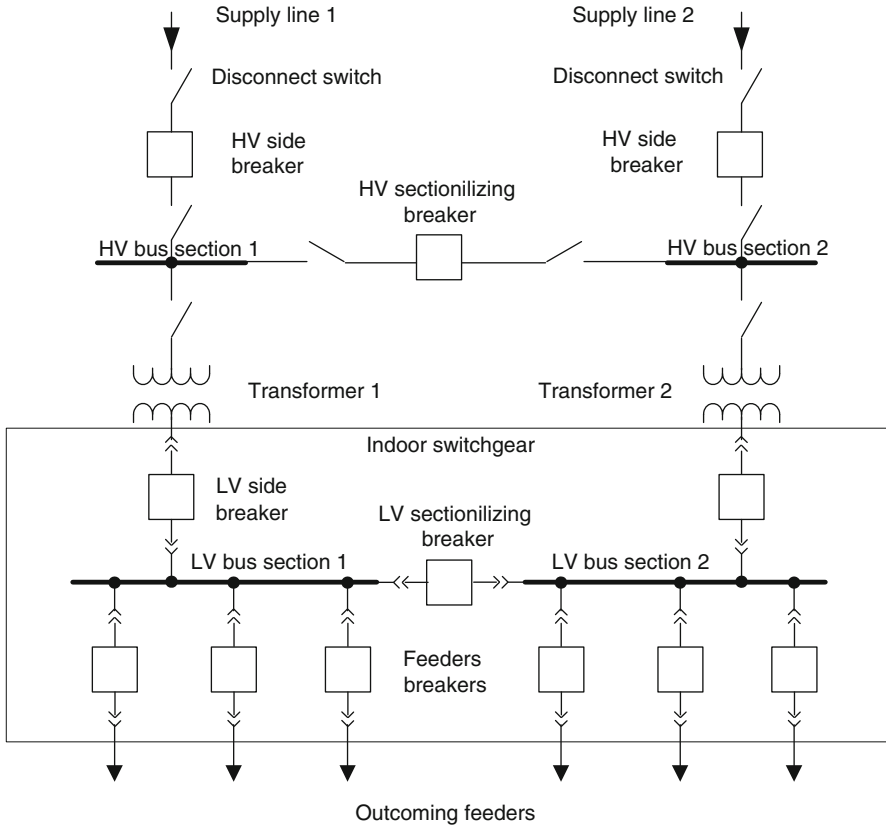 Supply line 1
Supply line 2
Disconnect switch
Disconnect switch
HV side
breaker
HV side
breaker
HV sectionilizing
breaker
HV bus section 1
HV bus section 2
Transformer 1
Transformer 2
Indoor switchgear
LV side
breaker
LV sectionilizing
breaker
LV bus section 1
LV bus section 2
Feeders
breakers
Outcoming feeders